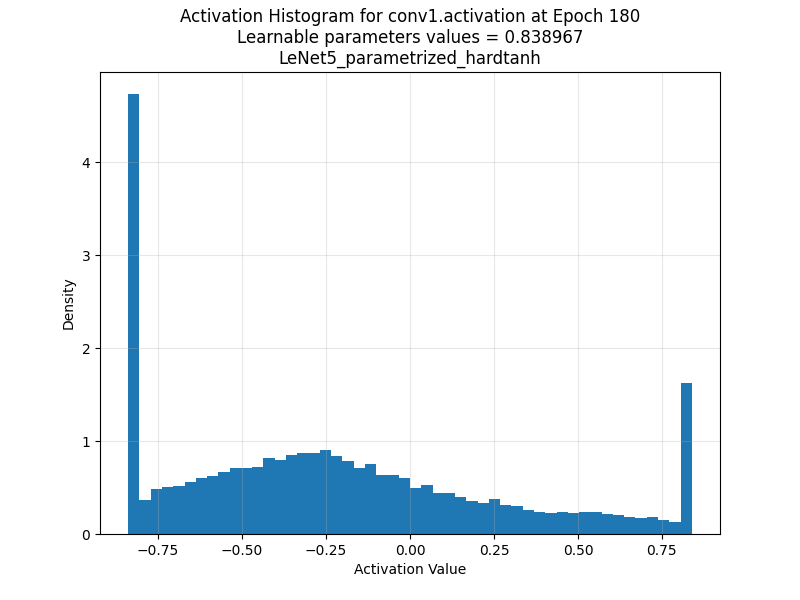 Activation Histogram for conv1.activation at Epoch 180
Learnable parameters values = 0.838967
LeNet5_parametrized_hardtanh
4
3
2
1
0
Density
−0.75 −0.50 −0.25 0.00 0.25 0.50 0.75
Activation Value